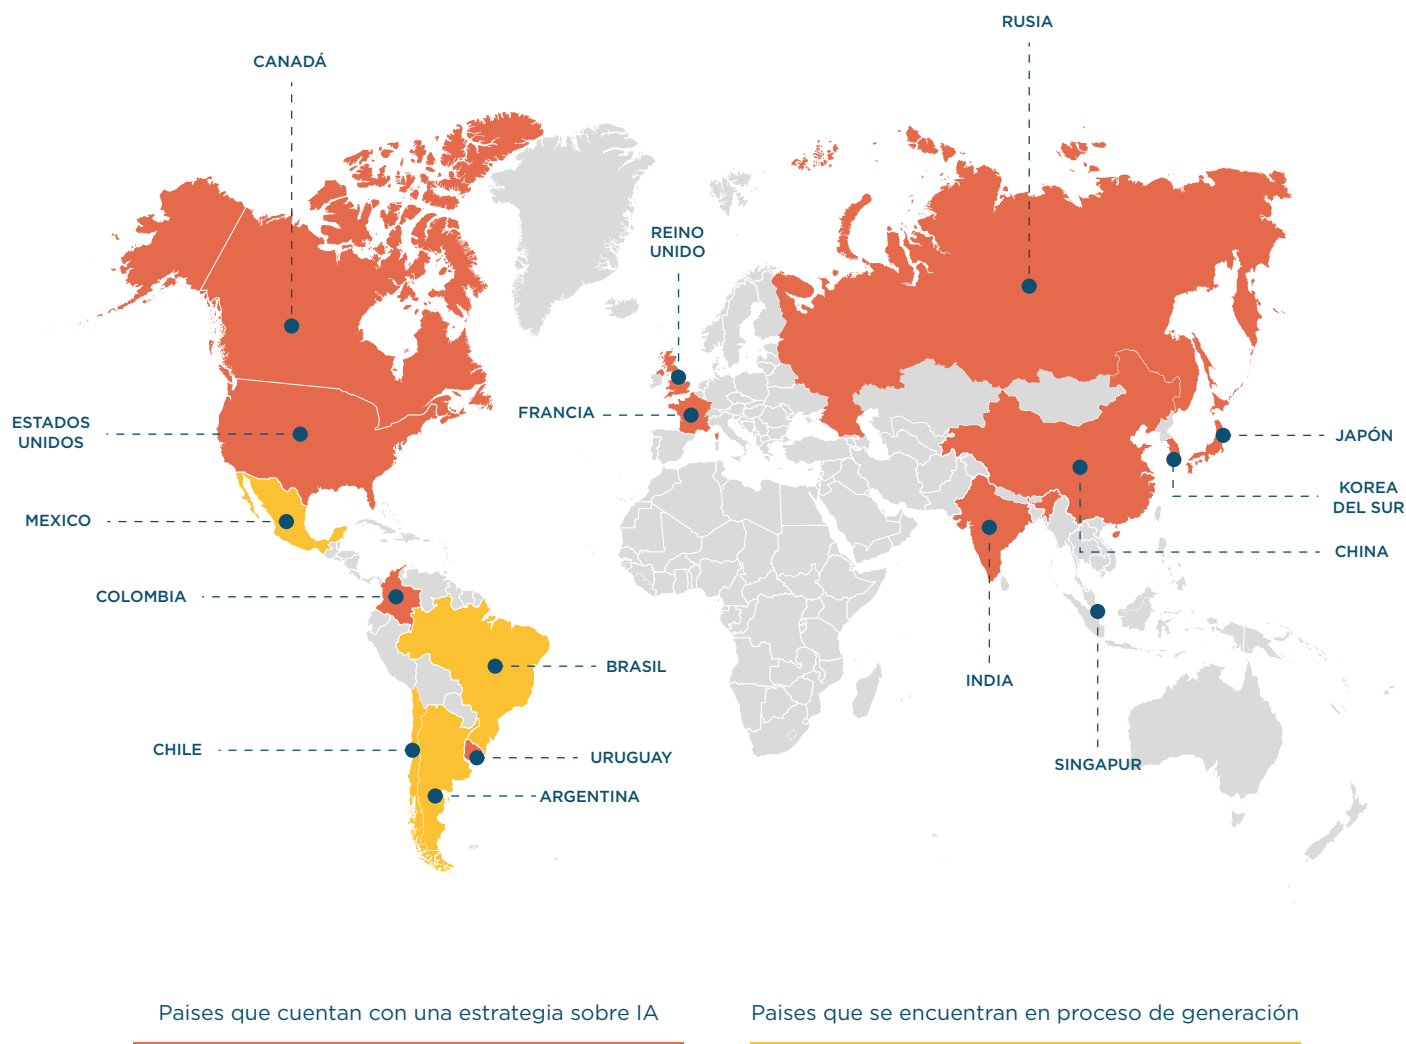 RUSIA
CANADÁ
REINO
UNIDO
FRANCIA
ESTADOS
UNIDOS
JAPÓN
KOREA
DEL SUR
MEXICO
CHINA
COLOMBIA
BRASIL
INDIA
CHILE
URUGUAY
SINGAPUR
ARGENTINA
Paises que cuentan con una estrategia sobre IA
Paises que se encuentran en proceso de generación